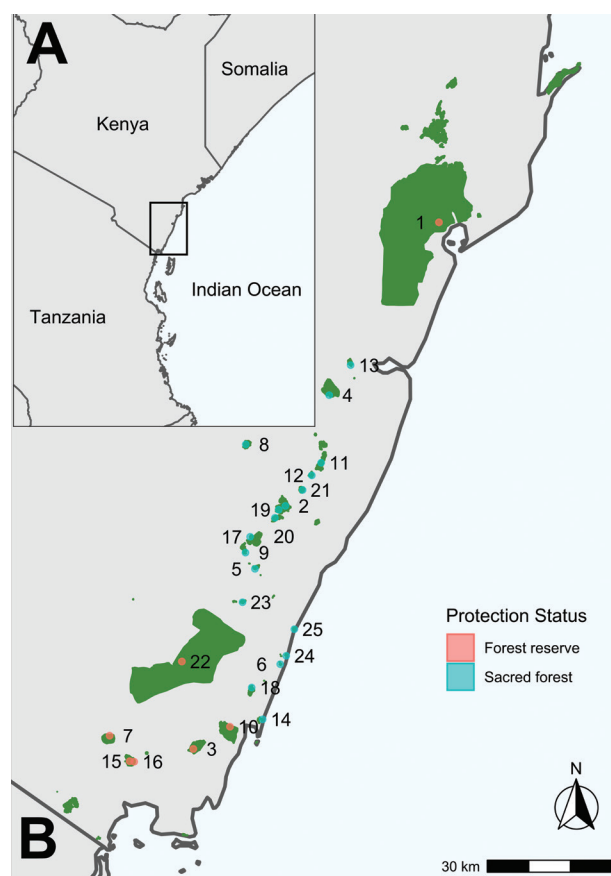 A
Somalia
Kenya
Indian Ocean
Tanzania
1
13
4
8
11
12
21
2
19
17
20
9
5
23
25
24
6
22
18
14
10
7
3
15
16
Protection Status
Forest reserve
Sacred forest
N
B
30 km